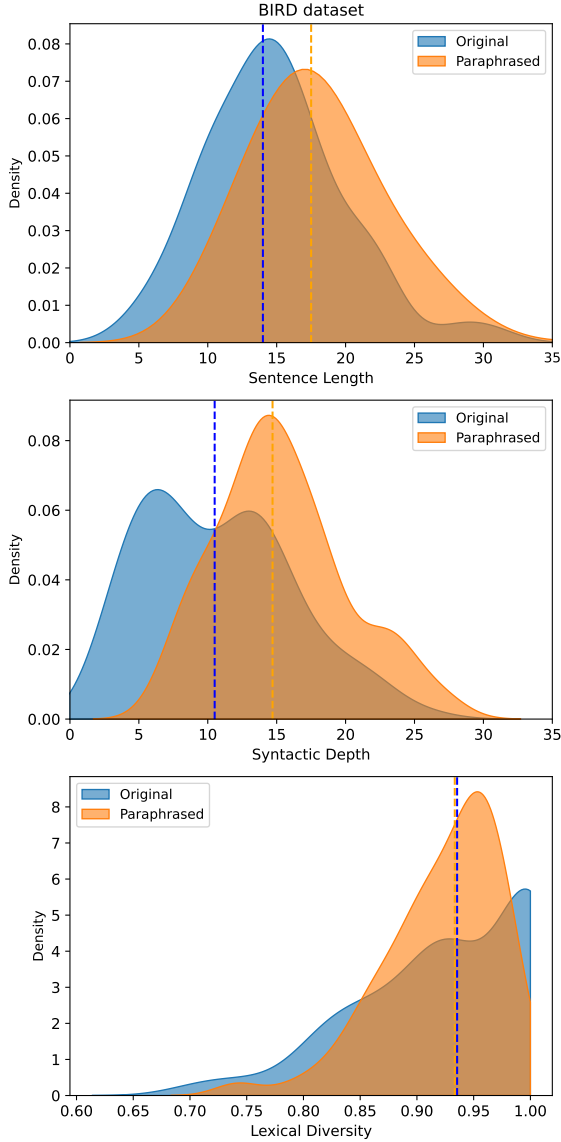 BIRD dataset
Original
Paraphrased
Density
0.08
0.07
0.06
0.05
0.04
0.03
0.02
0.01
0.00
0 5 10 15 20 25 30 35
Sentence Length
Original
Paraphrased
Density
0.08
0.06
0.04
0.02
0.00
0 5 10 15 20 25 30 35
Syntactic Depth
Original
Paraphrased
Density
8
7
6
5
4
3
2
1
0
0.60 0.65 0.70 0.75 0.80 0.85 0.90 0.95 1.00
Lexical Diversity